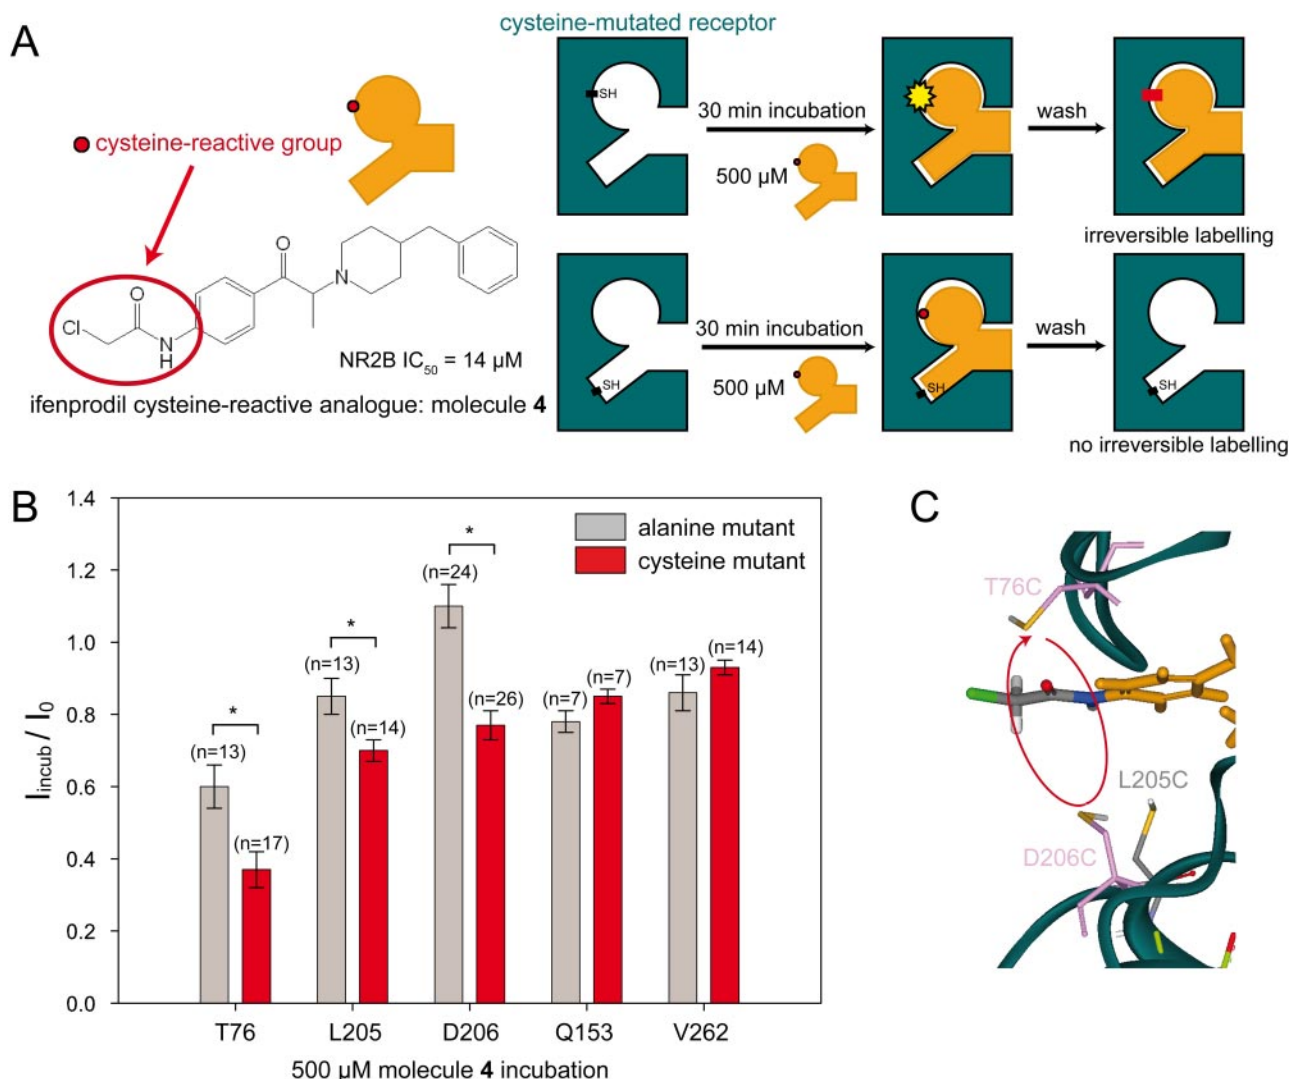 A
cysteine-mutated receptor
cysteine-reactive group
SH
30 min incubation
500 µM
wash
irreversible labelling
O
Cl
N
H
O
N
NR2B IC50 = 14 µM
ifenprodil cysteine-reactive analogue: molecule 4
SH
30 min incubation
500 µM
SH
wash
SH
no irreversible labelling
B
Iincub / I0
1.4
1.2
1.0
0.8
0.6
0.4
0.2
0.0
alanine mutant
cysteine mutant
*
(n=13)
(n=17)
*
(n=13)
(n=14)
*
(n=24)
(n=26)
(n=7)
(n=7)
(n=13)
(n=14)
T76
L205
D206
Q153
V262
500 µM molecule 4 incubation
C
T76C
L205C
D206C